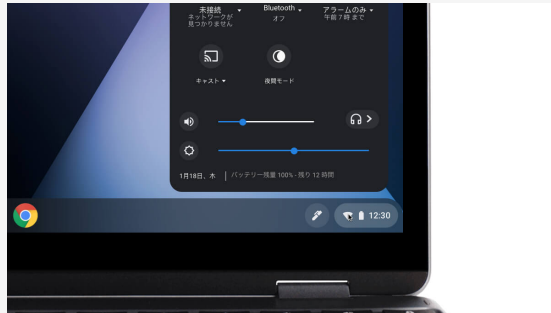 未接続
ネットワークが
見つかりません
Bluetooth
オフ
アラームのみ
午前 7 時 まで
キャスト
夜間モード
1月18日、木
バッテリー残量 100% - 残り 12 時間
12:30